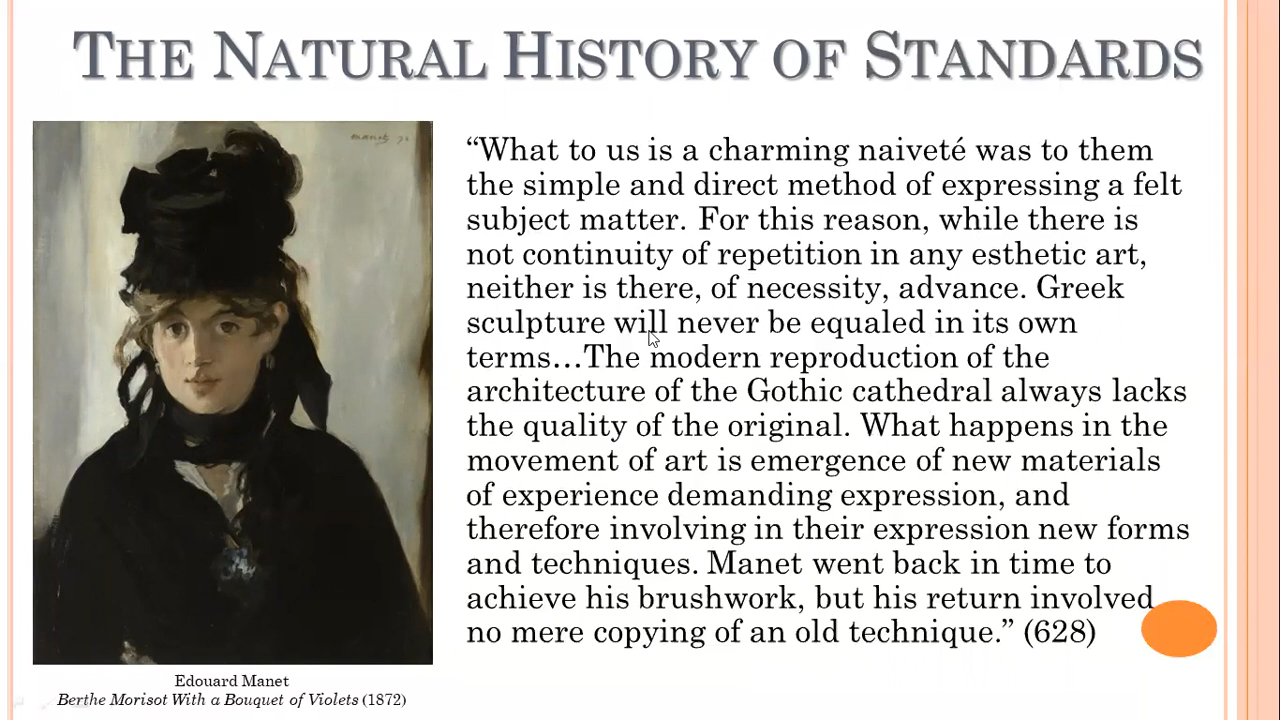 THE NATURAL HISTORY OF STANDARDS
manet 72
“What to us is a charming naiveté was to them
the simple and direct method of expressing a felt
subject matter. For this reason, while there is
not continuity of repetition in any esthetic art,
neither is there, of necessity, advance. Greek
sculpture will never be equaled in its own
terms…The modern reproduction of the
architecture of the Gothic cathedral always lacks
the quality of the original. What happens in the
movement of art is emergence of new materials
of experience demanding expression, and
therefore involving in their expression new forms
and techniques. Manet went back in time to
achieve his brushwork, but his return involved
no mere copying of an old technique.” (628)
Edouard Manet
Berthe Morisot With a Bouquet of Violets (1872)